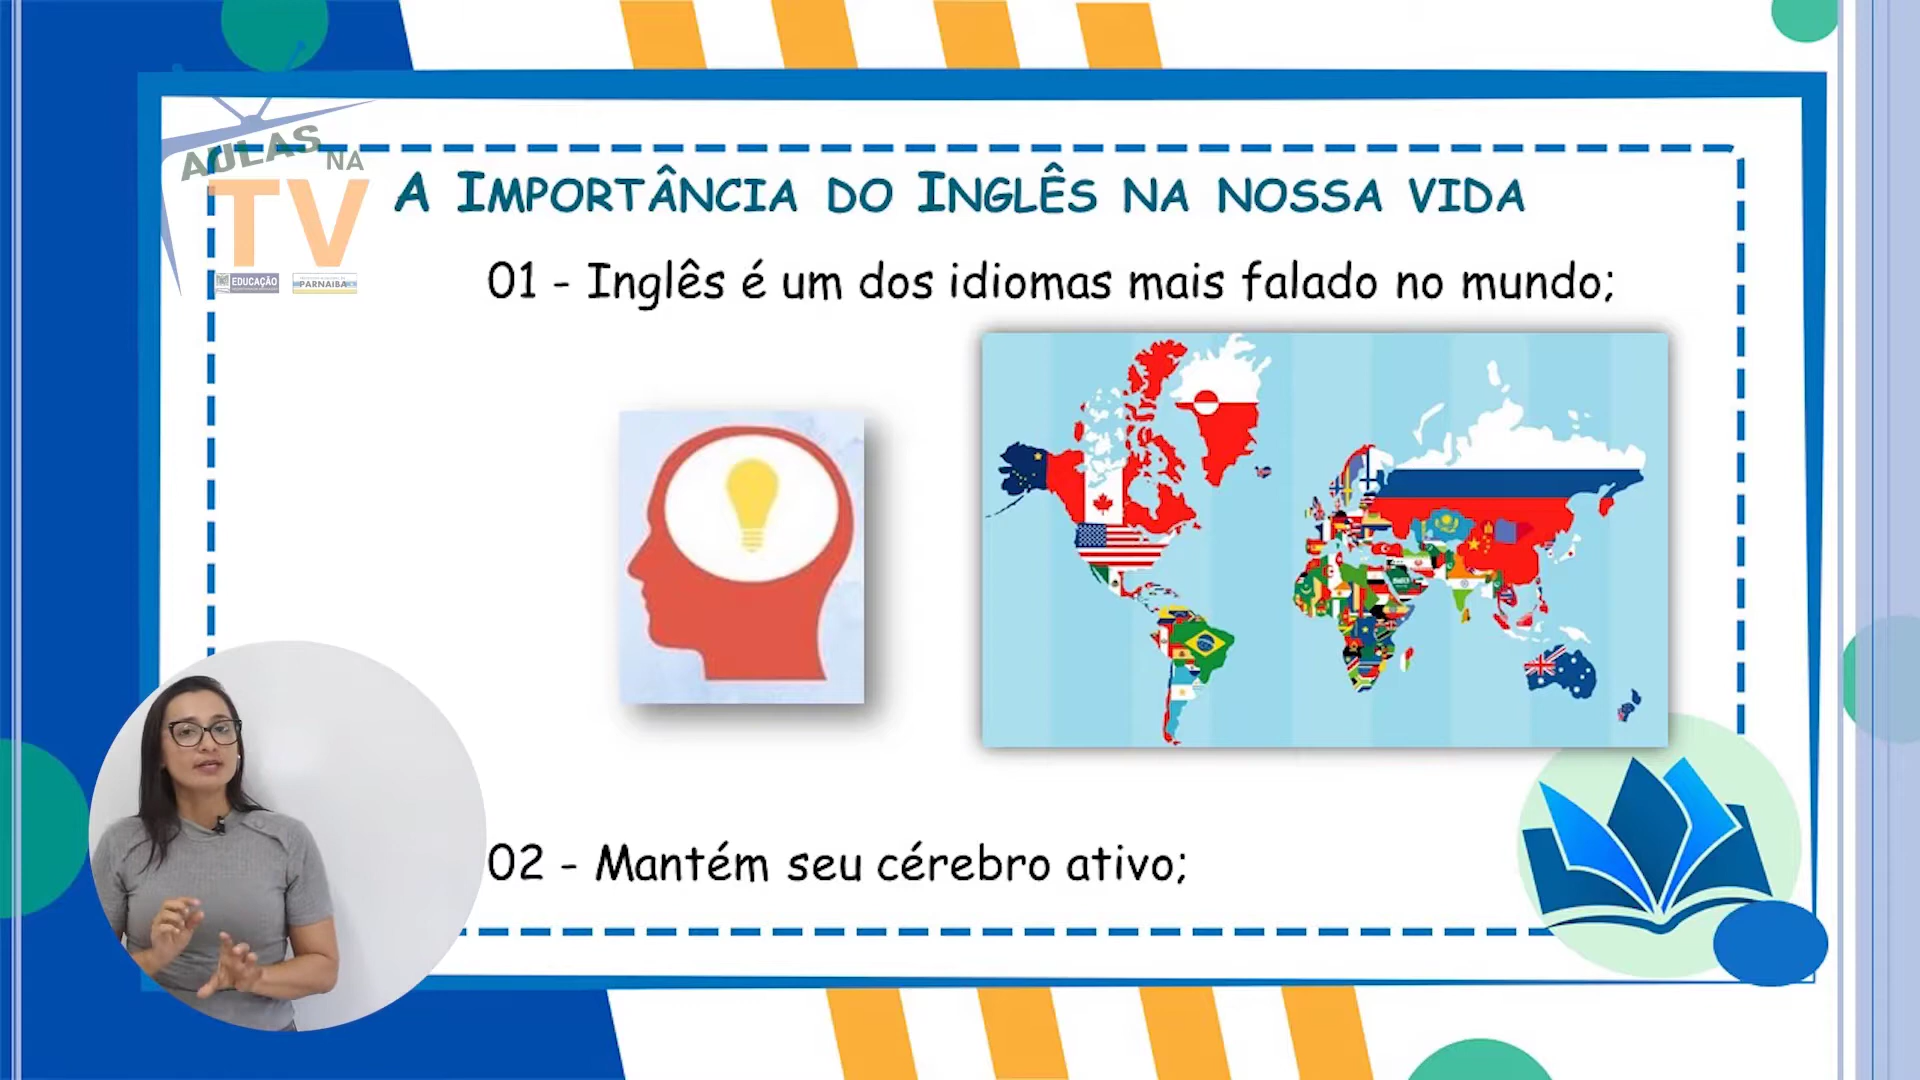 AULAS NA
TV
EDUCAÇÃO
PARNAIBA
A IMPORTÂNCIA DO INGLÊS NA NOSSA VIDA
01 - Inglês é um dos idiomas mais falado no mundo;
02 - Mantém seu cérebro ativo;